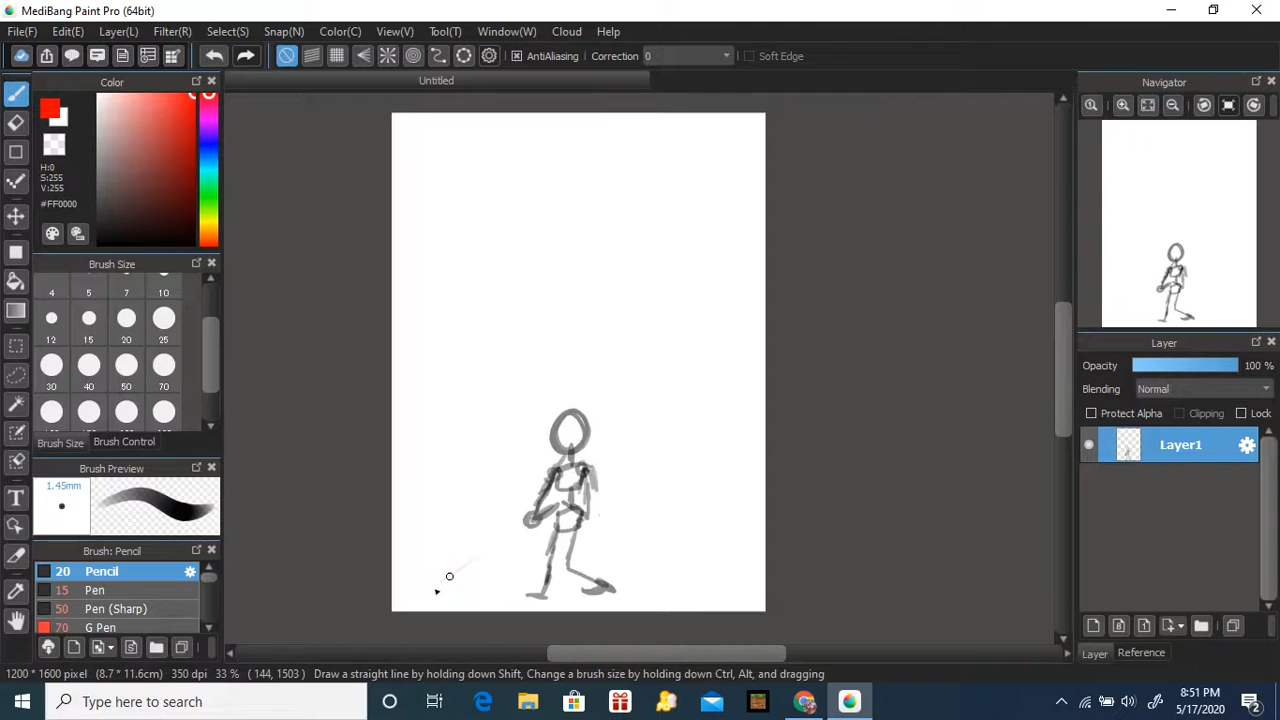 MediBang Paint Pro (64bit)
File(F) Edit(E) Layer(L) Filter(R) Select(S) Snap(N) Color(C) View(V) Tool(T) Window(W) Cloud Help
AntiAliasing Correction 0 Soft Edge
Color
Untitled
Navigator
H:0
S:255
V:255
#FF0000
Brush Size
4 5 7 10
12 15 20 25
30 40 50 70
Brush Size Brush Control
Brush Preview
1.45mm
Brush: Pencil
20 Pencil
15 Pen
50 Pen (Sharp)
70 G Pen
Layer
Opacity 100 %
Blending Normal
Protect Alpha Clipping Lock
Layer1
Layer Reference
1200 * 1600 pixel (8.7 * 11.6cm) 350 dpi 33 % ( 144, 1503) Draw a straight line by holding down Shift, Change a brush size by holding down Ctrl, Alt, and dragging
Type here to search
8:51 PM
5/17/2020
2